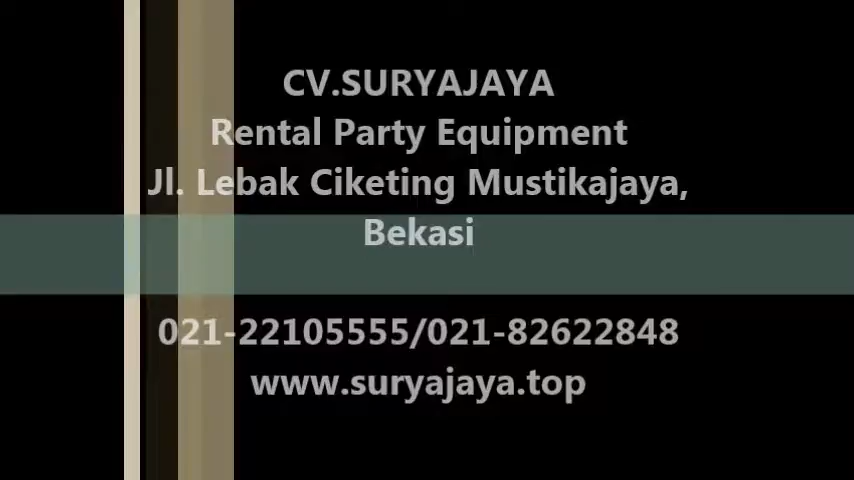 CV.SURYAJAYA
Rental Party Equipment
Jl. Lebak Ciketing Mustikajaya,
Bekasi
021-22105555/021-82622848
www.suryajaya.top